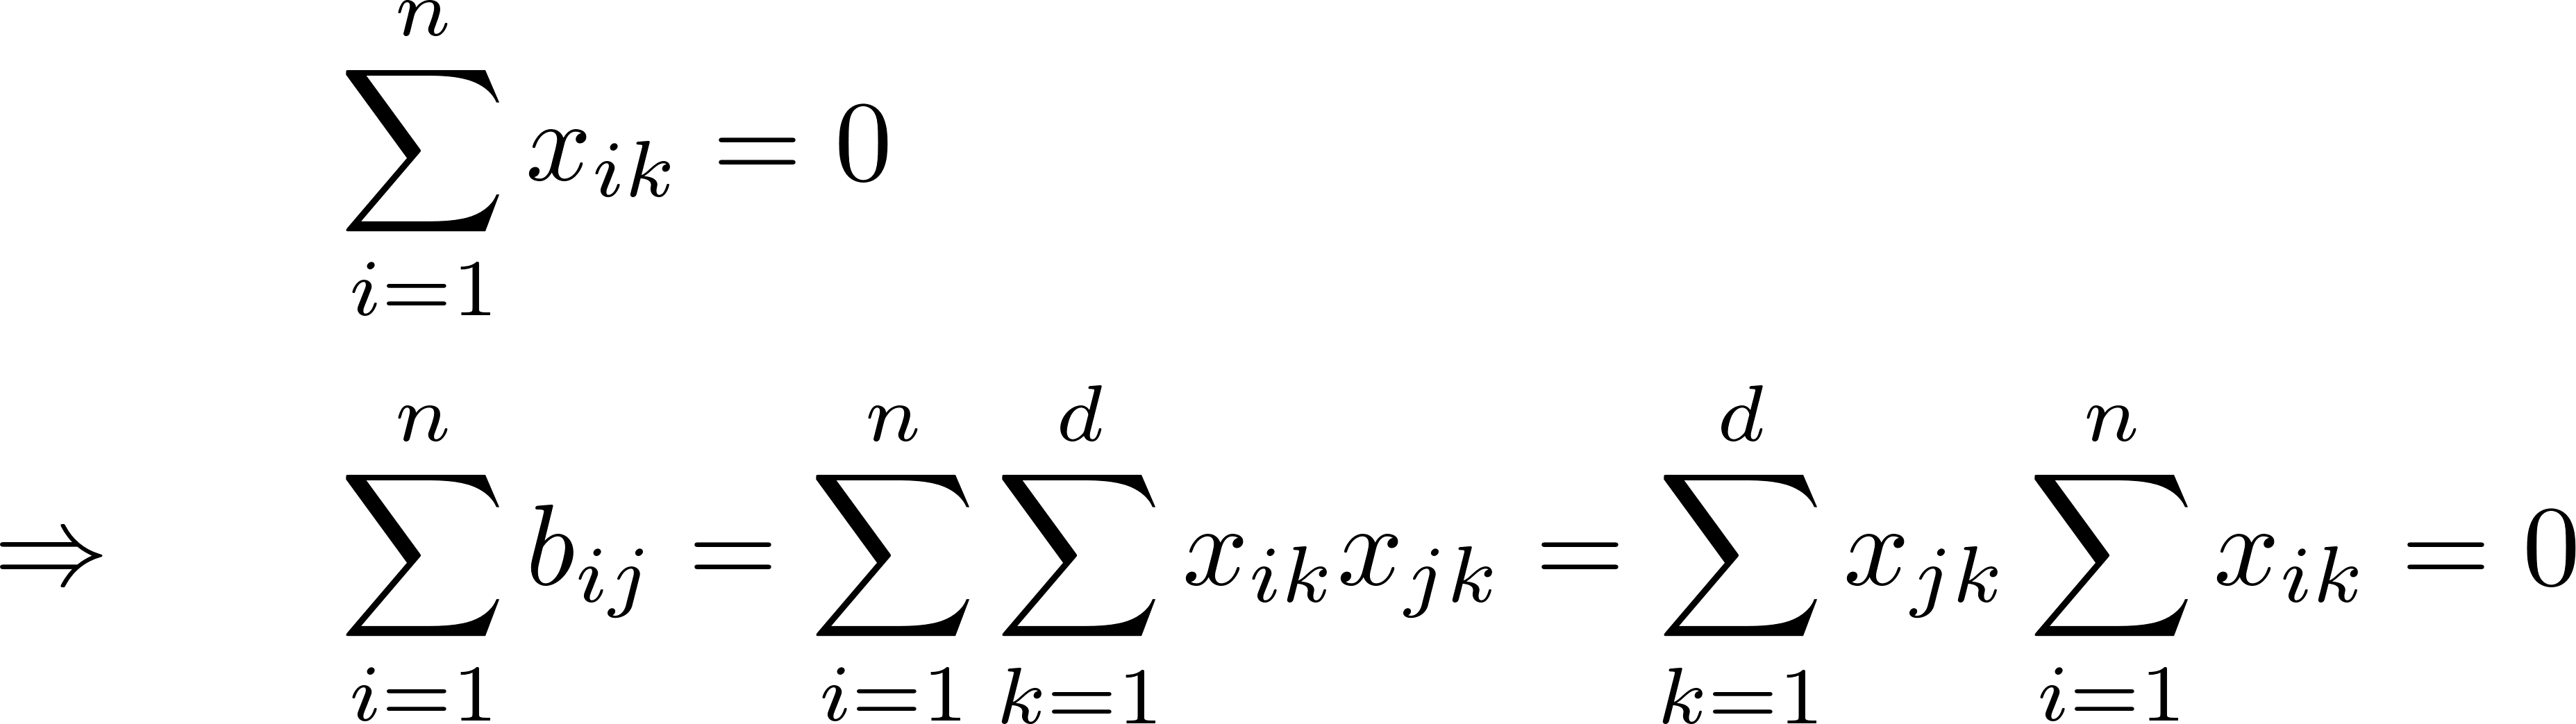 \sum_{i=1}^{n} x_{ik} = 0
\Rightarrow \sum_{i=1}^{n} b_{ij} = \sum_{i=1}^{n} \sum_{k=1}^{d} x_{ik} x_{jk} = \sum_{k=1}^{d} x_{jk} \sum_{i=1}^{n} x_{ik} = 0